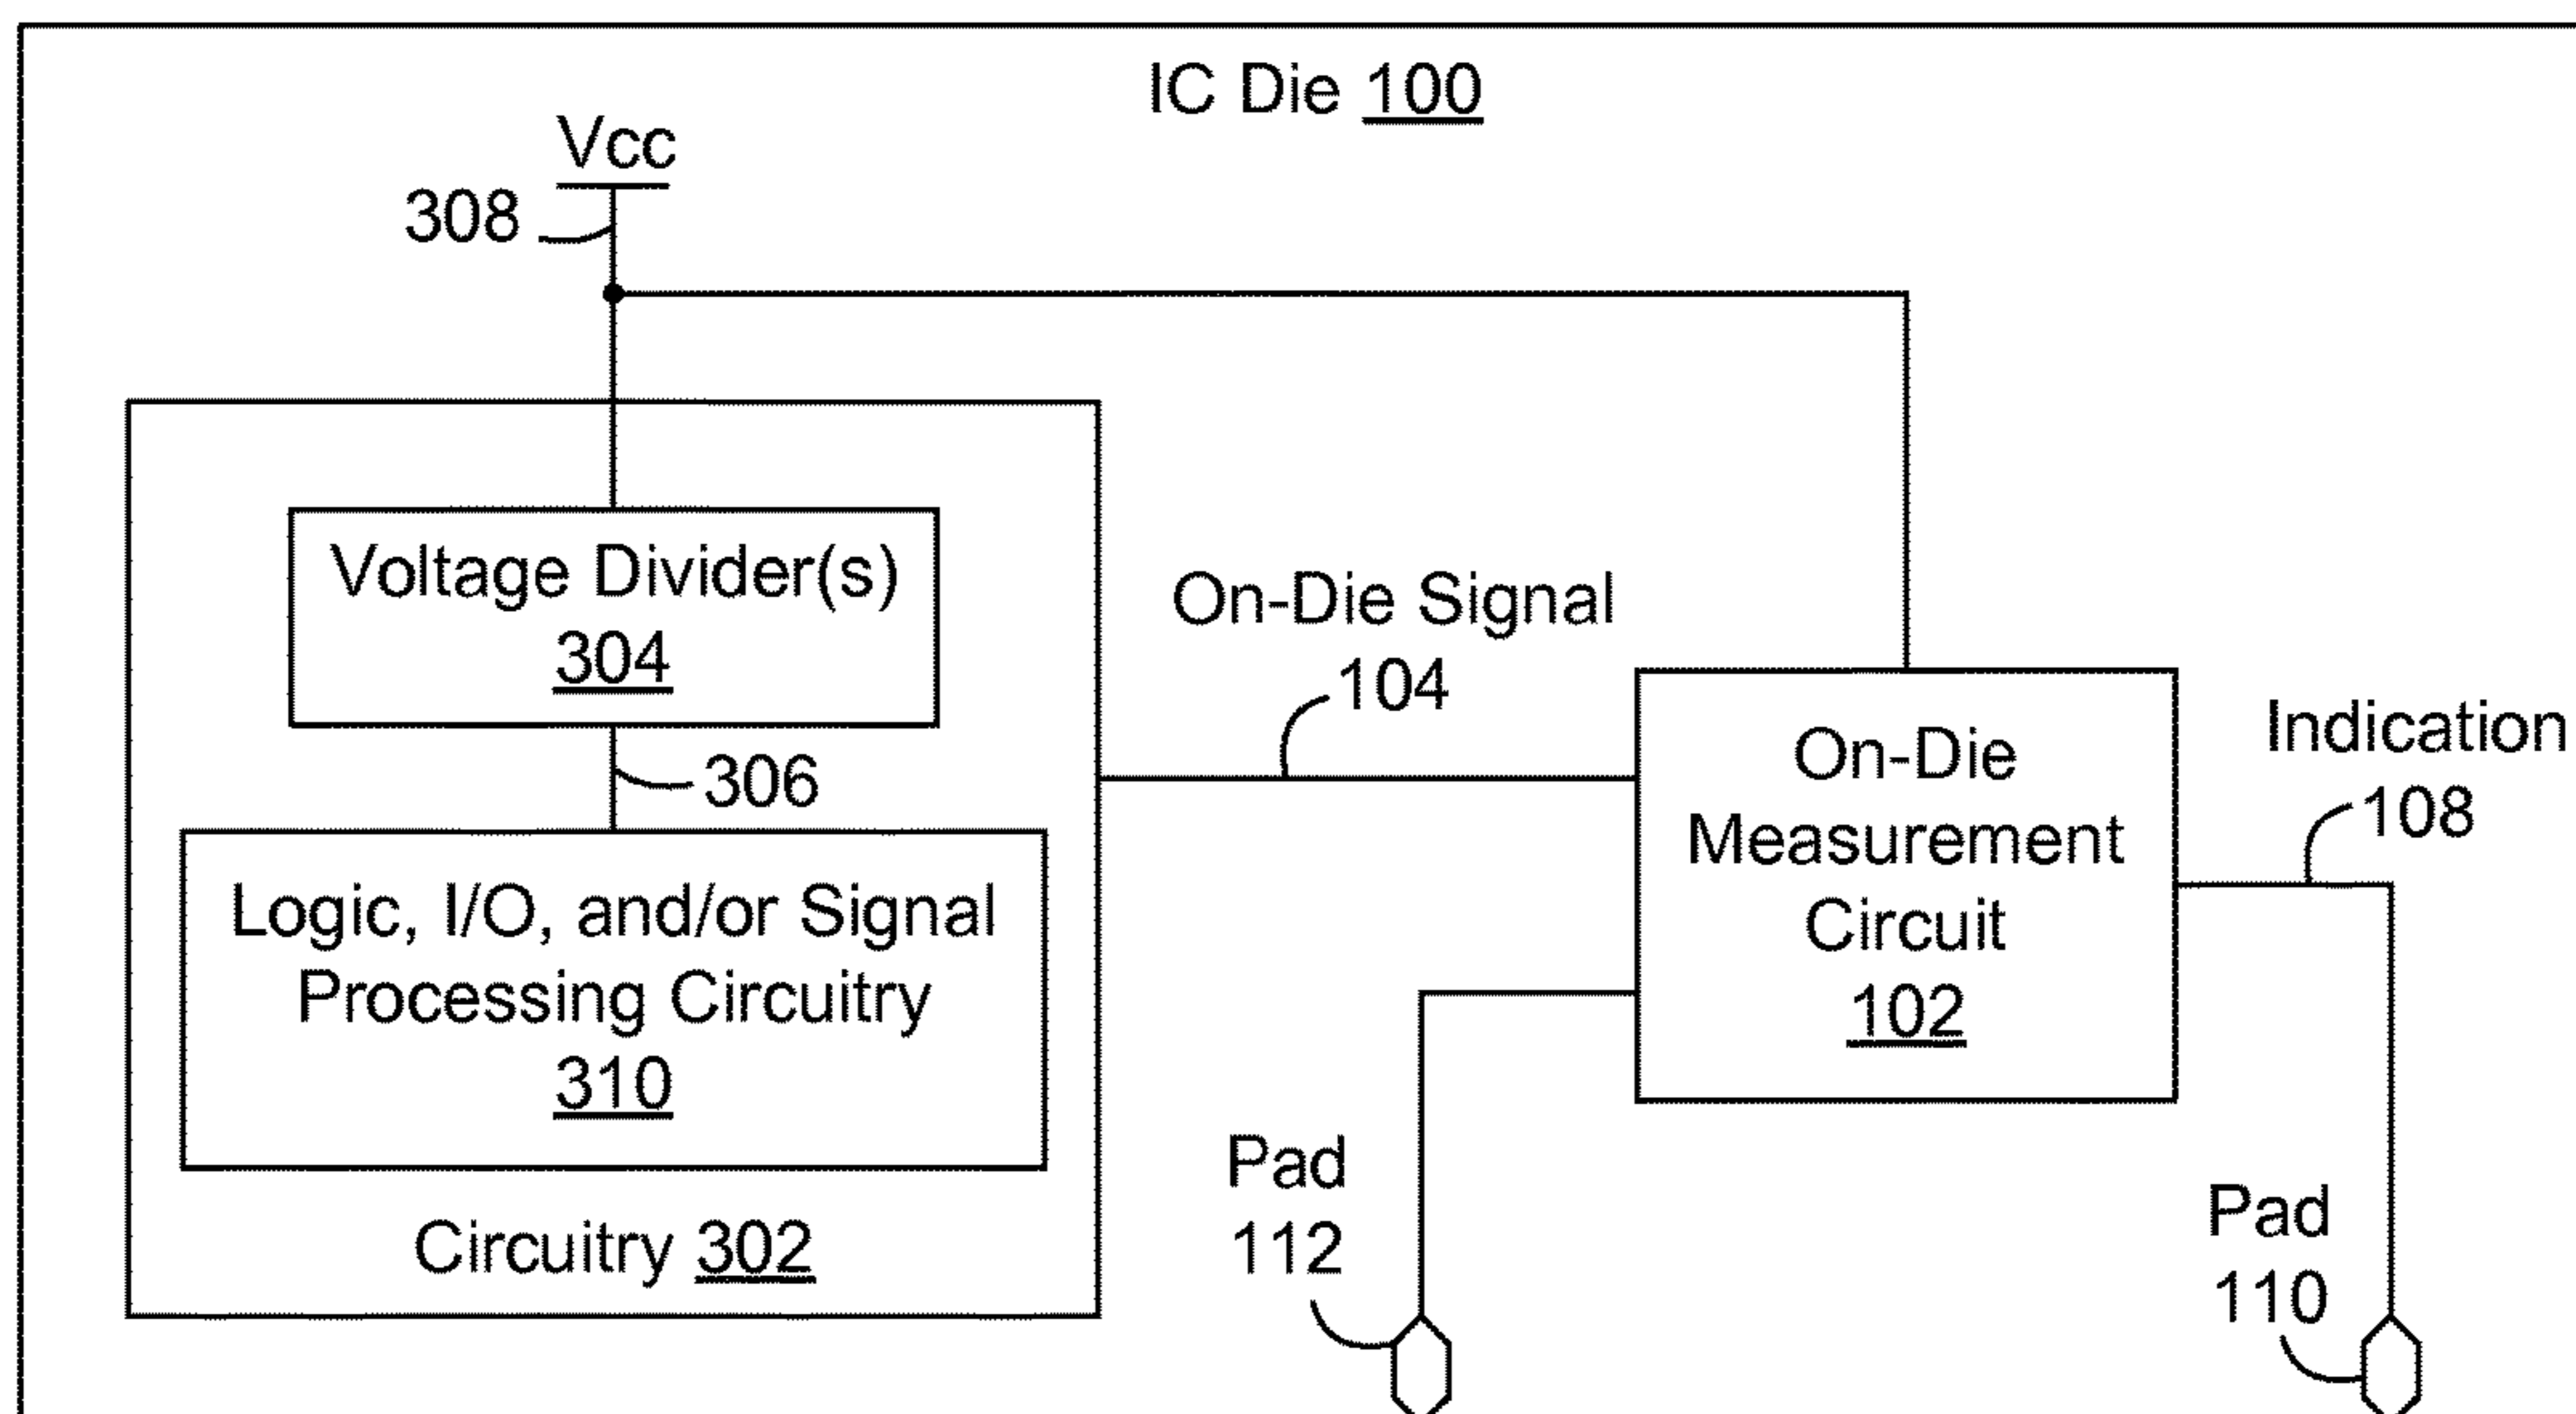 IC Die 100
Vcc
308
Voltage Divider(s)
304
306
Logic, I/O, and/or Signal
Processing Circuitry
310
Circuitry 302
On-Die Signal
104
On-Die
Measurement
Circuit
102
Indication
108
Pad
112
Pad
110